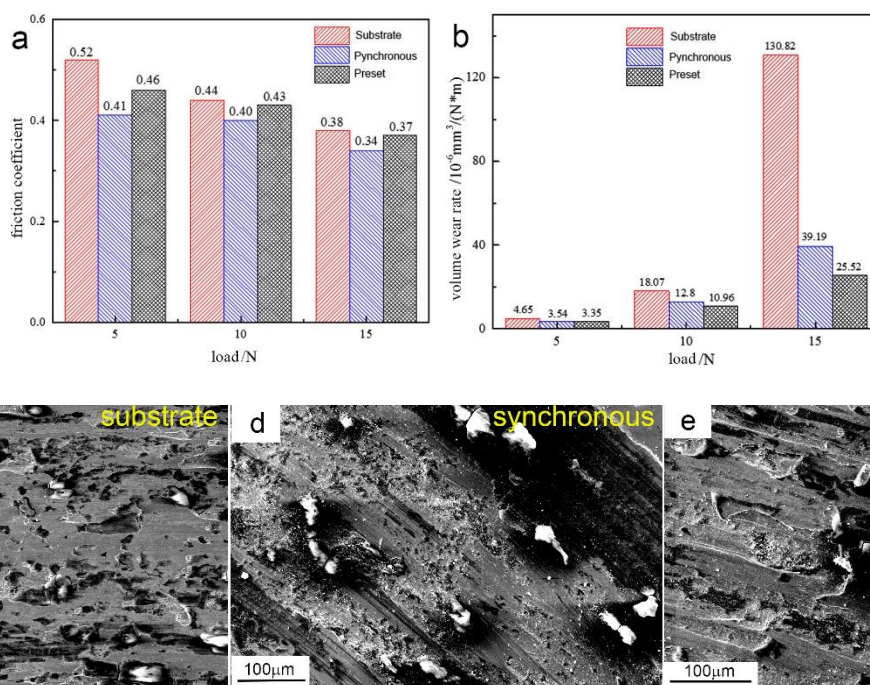 a
friction coefficient
0.6
0.4
0.2
0.0
0.52
0.41
0.46
0.44
0.40
0.43
0.38
0.34
0.37
Substrate
Pynchronous
Preset
5
10
15
load/N
b
volume wear rate /10⁻⁶mm³/(N*m)
120
80
40
0
4.65
3.54
3.35
18.07
12.8
10.96
130.82
39.19
25.52
Substrate
Pynchronous
Preset
5
10
15
load/N
substrate
d
synchronous
100μm
e
100μm